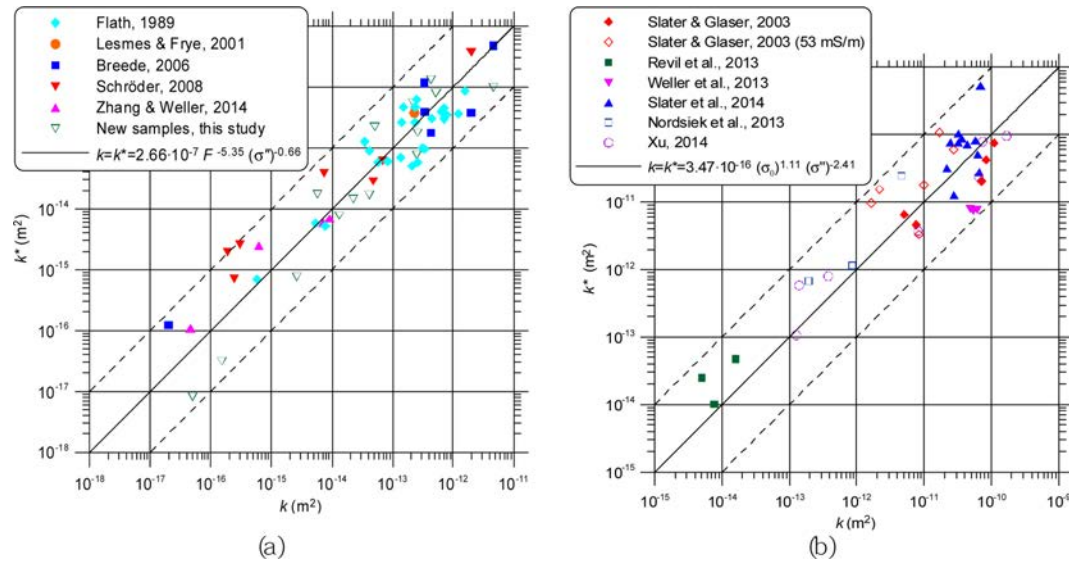 Flath, 1989
Lesmes & Frye, 2001
Breede, 2006
Schröder, 2008
Zhang & Weller, 2014
New samples, this study
k=k*=2.66·10⁻⁷ F ⁻⁵·³⁵ (σ")⁻⁰·⁶⁶
10⁻¹⁴
10⁻¹⁵
10⁻¹⁶
10⁻¹⁷
10⁻¹⁸
k* (m²)
10⁻¹⁸ 10⁻¹⁷ 10⁻¹⁶ 10⁻¹⁵ 10⁻¹⁴ 10⁻¹³ 10⁻¹² 10⁻¹¹
k (m²)
(a)
Slater & Glaser, 2003
Slater & Glaser, 2003 (53 mS/m)
Revil et al., 2013
Weller et al., 2013
Slater et al., 2014
Nordsiek et al., 2013
Xu, 2014
k=k*=3.47·10⁻¹⁶ (σ₀)¹·¹¹ (σ")⁻²·⁴¹
10⁻¹¹
10⁻¹²
10⁻¹³
10⁻¹⁴
10⁻¹⁵
k* (m²)
10⁻¹⁵ 10⁻¹⁴ 10⁻¹³ 10⁻¹² 10⁻¹¹ 10⁻¹⁰ 10⁻⁹
k (m²)
(b)